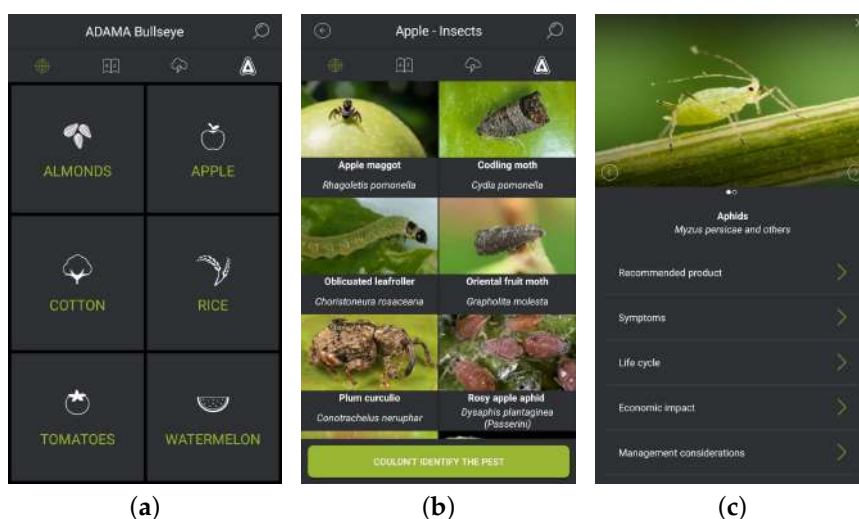 ADAMA Bullseye
ALMONDS
APPLE
COTTON
RICE
TOMATOES
WATERMELON
(a)
Apple - Insects
Apple maggot
Rhagoletis pomonella
Codling moth
Cydia pomonella
Oblicuated leafroller
Choristoneura rosaceana
Oriental fruit moth
Grapholita molesta
Plum curculio
Conotrachelus nenuphar
Rosy apple aphid
Dysaphis plantaginea
(Passerini)
COULDN'T IDENTIFY THE PEST
(b)
Aphids
Myzus persicae and others
Recommended product
Symptoms
Life cycle
Economic impact
Management considerations
(c)